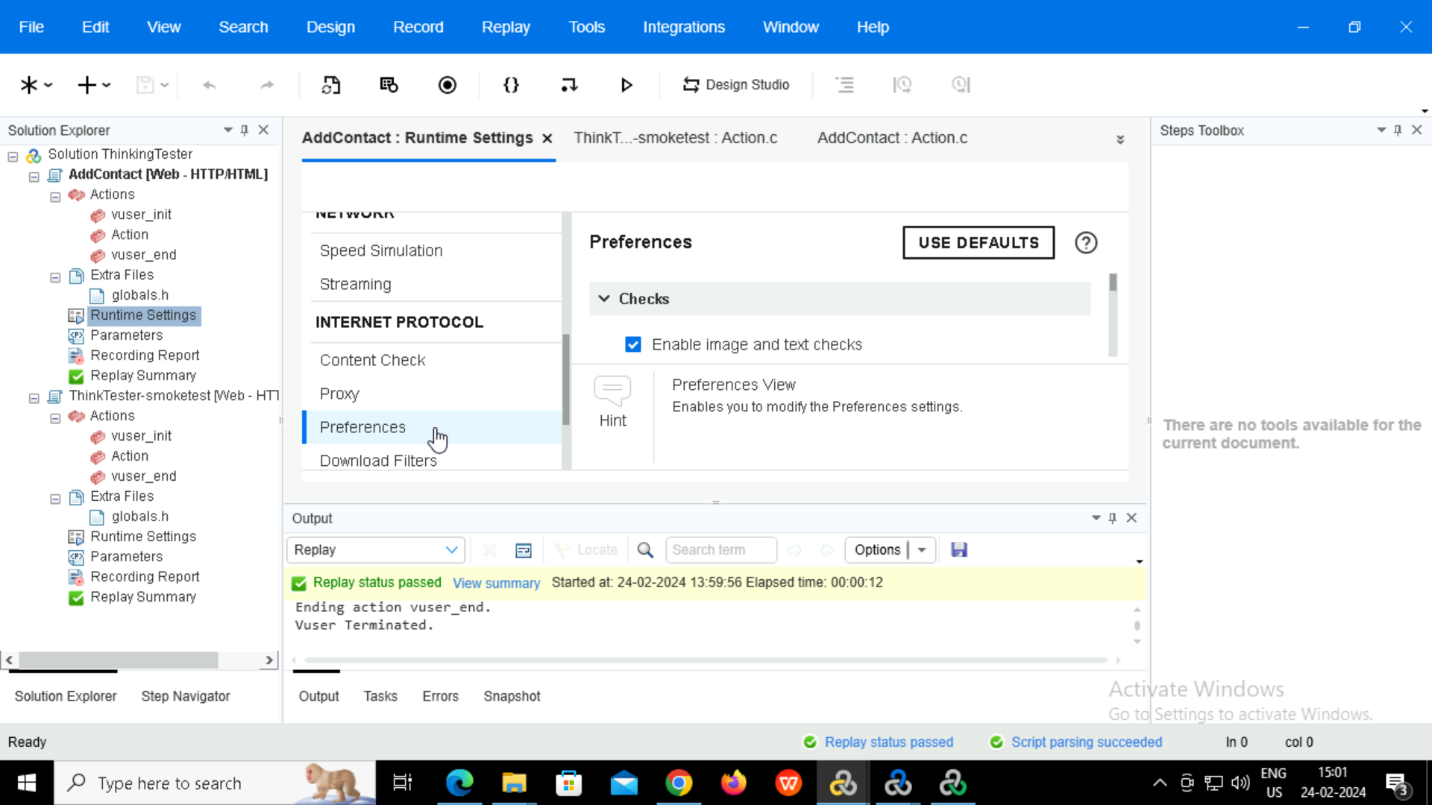 File Edit View Search Design Record Replay Tools Integrations Window Help
Design Studio
Solution Explorer
Solution ThinkingTester
AddContact [Web - HTTP/HTML]
Actions
vuser_init
Action
vuser_end
Extra Files
globals.h
Runtime Settings
Parameters
Recording Report
Replay Summary
ThinkTester-smoketest [Web - HTT
Actions
vuser_init
Action
vuser_end
Extra Files
globals.h
Runtime Settings
Parameters
Recording Report
Replay Summary
Solution Explorer Step Navigator
AddContact : Runtime Settings ThinkT...-smoketest : Action.c AddContact : Action.c
NETWORK
Speed Simulation
Streaming
INTERNET PROTOCOL
Content Check
Proxy
Preferences
Download Filters
Preferences USE DEFAULTS ?
Checks
Enable image and text checks
Hint
Preferences View
Enables you to modify the Preferences settings.
Output
Replay Locate Search term Options
Replay status passed View summary Started at: 24-02-2024 13:59:56 Elapsed time: 00:00:12
Ending action vuser_end.
Vuser Terminated.
Output Tasks Errors Snapshot
Steps Toolbox
There are no tools available for the
current document.
Activate Windows
Go to Settings to activate Windows.
Ready Replay status passed Script parsing succeeded ln 0 col 0
Type here to search
ENG
US
15:01
24-02-2024
3